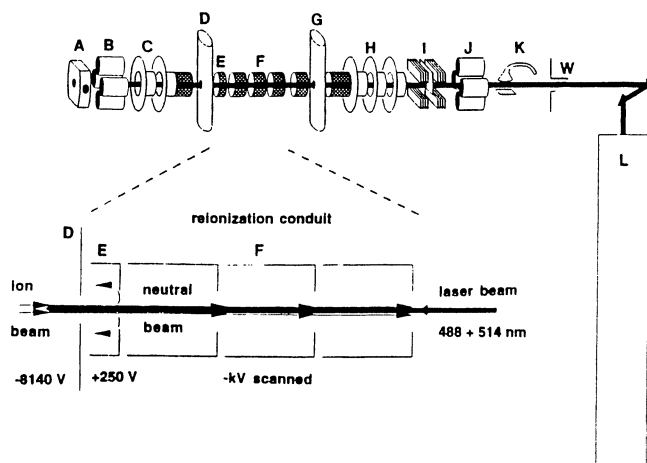 A B C D E F G H I J K W
L
reionization conduit
D E F
ion neutral laser beam
beam beam 488 + 514 nm
-8140 V +250 V -kV scanned